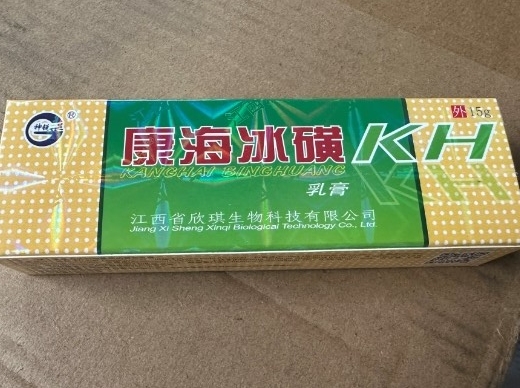 ®
外 15g
康海冰磺 KH
KANGHAI BINGHUANG
乳膏
江西省欣琪生物科技有限公司
Jiang Xi Sheng Xinqi Biological Technology Co., Ltd.